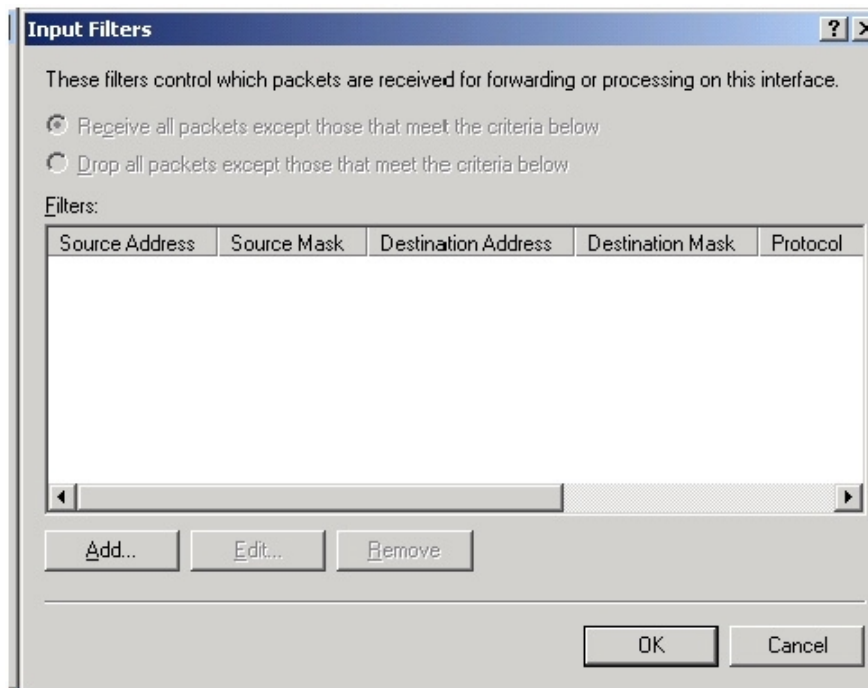 Input Filters
These filters control which packets are received for forwarding or processing on this interface.
Receive all packets except those that meet the criteria below
Drop all packets except those that meet the criteria below
Filters:
Source Address Source Mask Destination Address Destination Mask Protocol
Add... Edit... Remove
OK Cancel